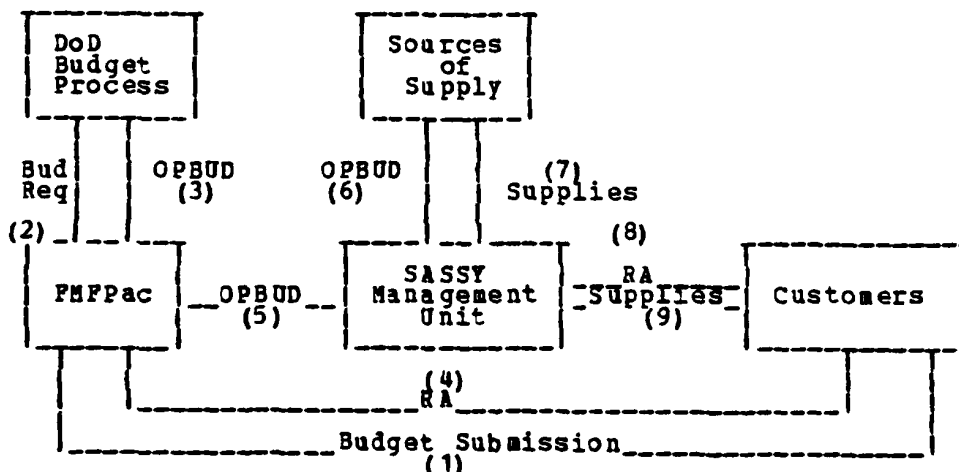 DoD
Budget
Process
Sources
of
Supply
Bud
Req
OPBUD
(3)
OPBUD
(6)
(7)
Supplies
(2)
(8)
FMFPac
OPBUD
(5)
SASSY
Management
Unit
RA
Supplies
(9)
Customers
(4)
RA
Budget Submission
(1)